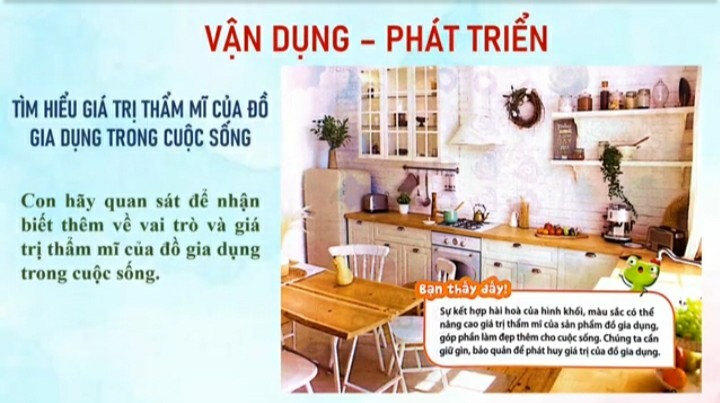 VẬN DỤNG – PHÁT TRIỂN
TÌM HIỂU GIÁ TRỊ THẨM MĨ CỦA ĐỒ
GIA DỤNG TRONG CUỘC SỐNG
Con hãy quan sát để nhận
biết thêm về vai trò và giá
trị thẩm mĩ của đồ gia dụng
trong cuộc sống.
Bạn thấy đấy!
Sự kết hợp hài hoà của hình khối, màu sắc có thể
nâng cao giá trị thẩm mĩ của sản phẩm đồ gia dụng,
góp phần làm đẹp thêm cho cuộc sống. Chúng ta cần
giữ gìn, bảo quản để phát huy giá trị của đồ gia dụng.